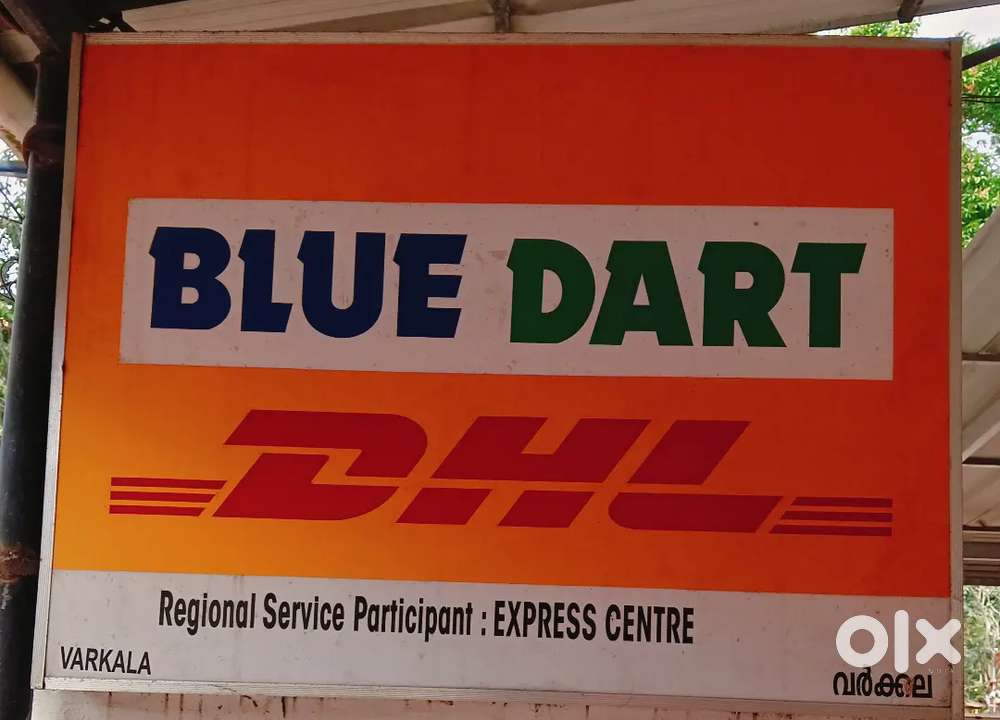 BLUE DART
DHL
Regional Service Participant : EXPRESS CENTRE
VARKALA
വർക്കല
olx